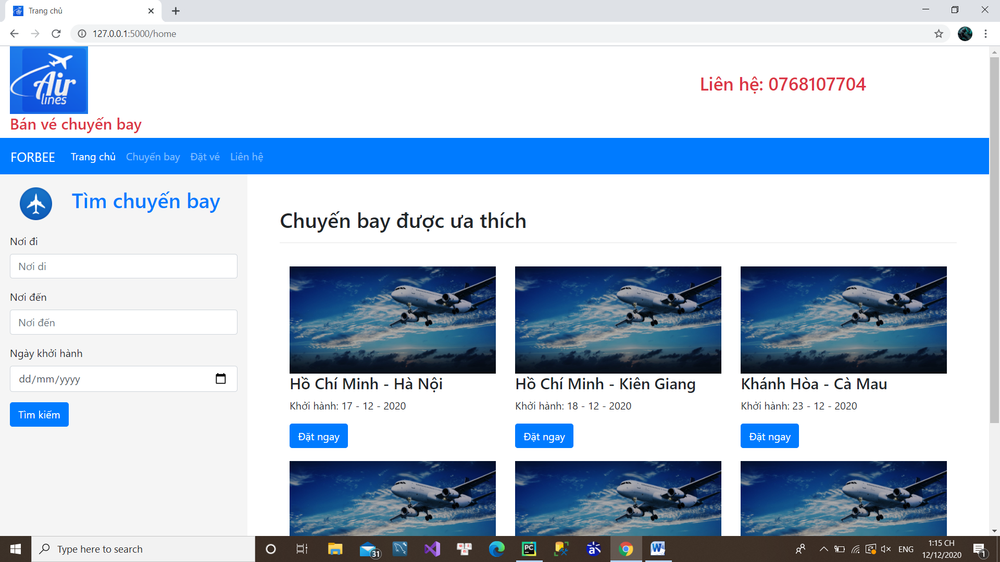 Trang chủ
127.0.0.1:5000/home
Air
lines
Liên hệ: 0768107704
Bán vé chuyến bay
FORBEE Trang chủ Chuyến bay Đặt vé Liên hệ
Tìm chuyến bay
Nơi đi
Nơi di
Nơi đến
Nơi đến
Ngày khởi hành
dd/mm/yyyy
Tìm kiếm
Chuyến bay được ưa thích
Hồ Chí Minh - Hà Nội
Khởi hành: 17 - 12 - 2020
Đặt ngay
Hồ Chí Minh - Kiên Giang
Khởi hành: 18 - 12 - 2020
Đặt ngay
Khánh Hòa - Cà Mau
Khởi hành: 23 - 12 - 2020
Đặt ngay
Type here to search
31
PC
W
ENG
1:15 CH
12/12/2020
1